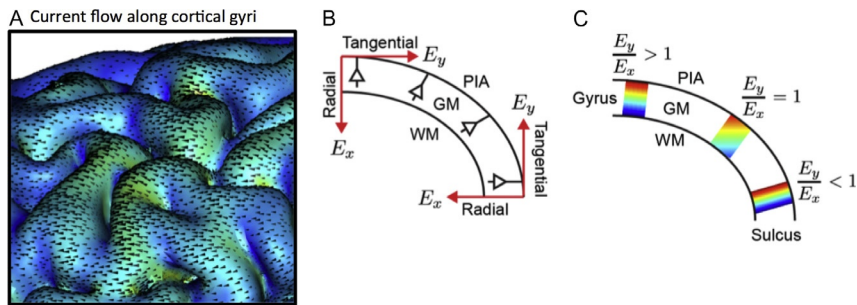 A Current flow along cortical gyri
B
Tangential
E_y
Radial
E_x
PIA
GM
WM
E_y
Tangential
E_x
Radial
C
E_y/E_x > 1
PIA
Gyrus
GM
WM
E_y/E_x = 1
E_y/E_x < 1
Sulcus